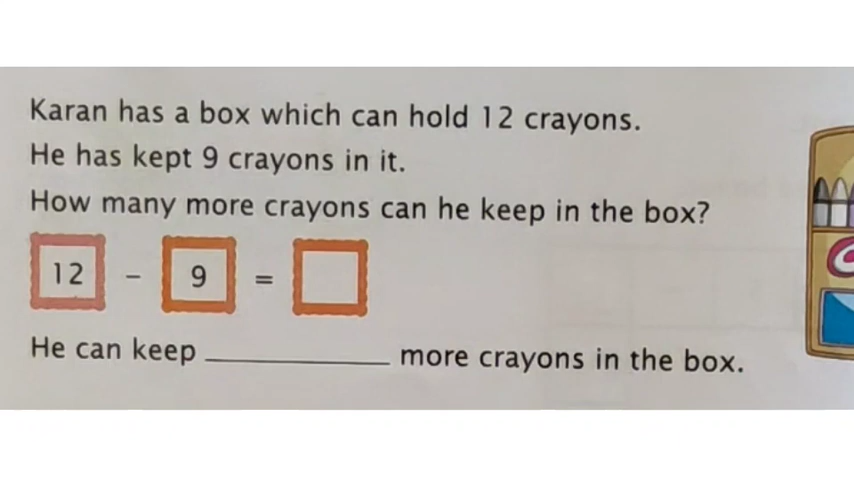 Karan has a box which can hold 12 crayons.
He has kept 9 crayons in it.
How many more crayons can he keep in the box?
12 - 9 =
He can keep ____________ more crayons in the box.